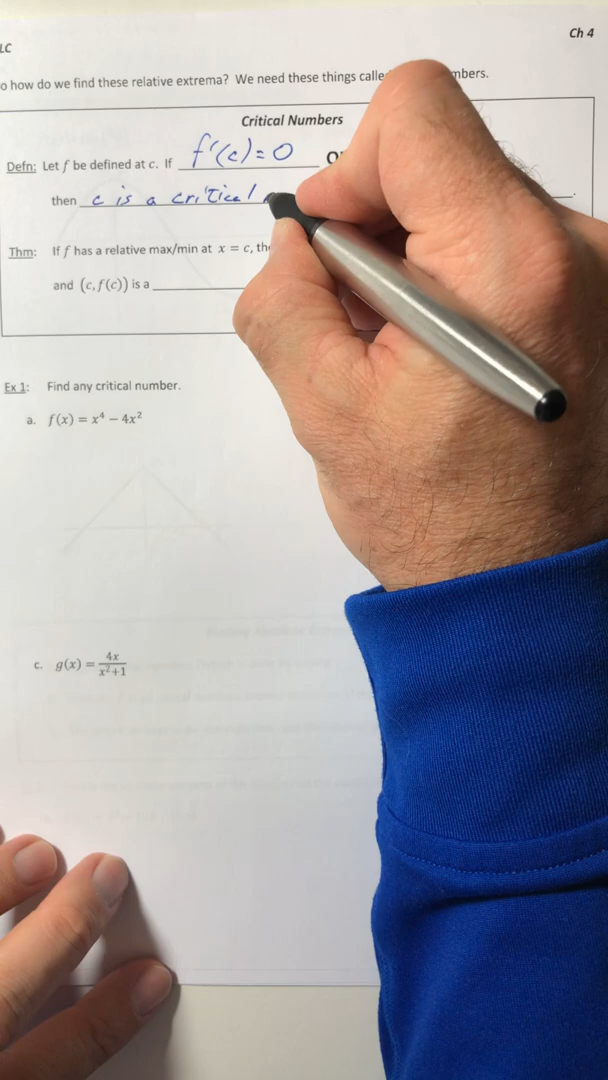 LC
Ch 4
o how do we find these relative extrema? We need these things calle mbers.
Critical Numbers
Defn: Let f be defined at c. If f'(c)=0
then c is a critical
Thm: If f has a relative max/min at x = c, th
and (c, f(c)) is a
Ex 1: Find any critical number.
a. f(x) = x⁴ − 4x²
c. g(x) = 4x/(x²+1)